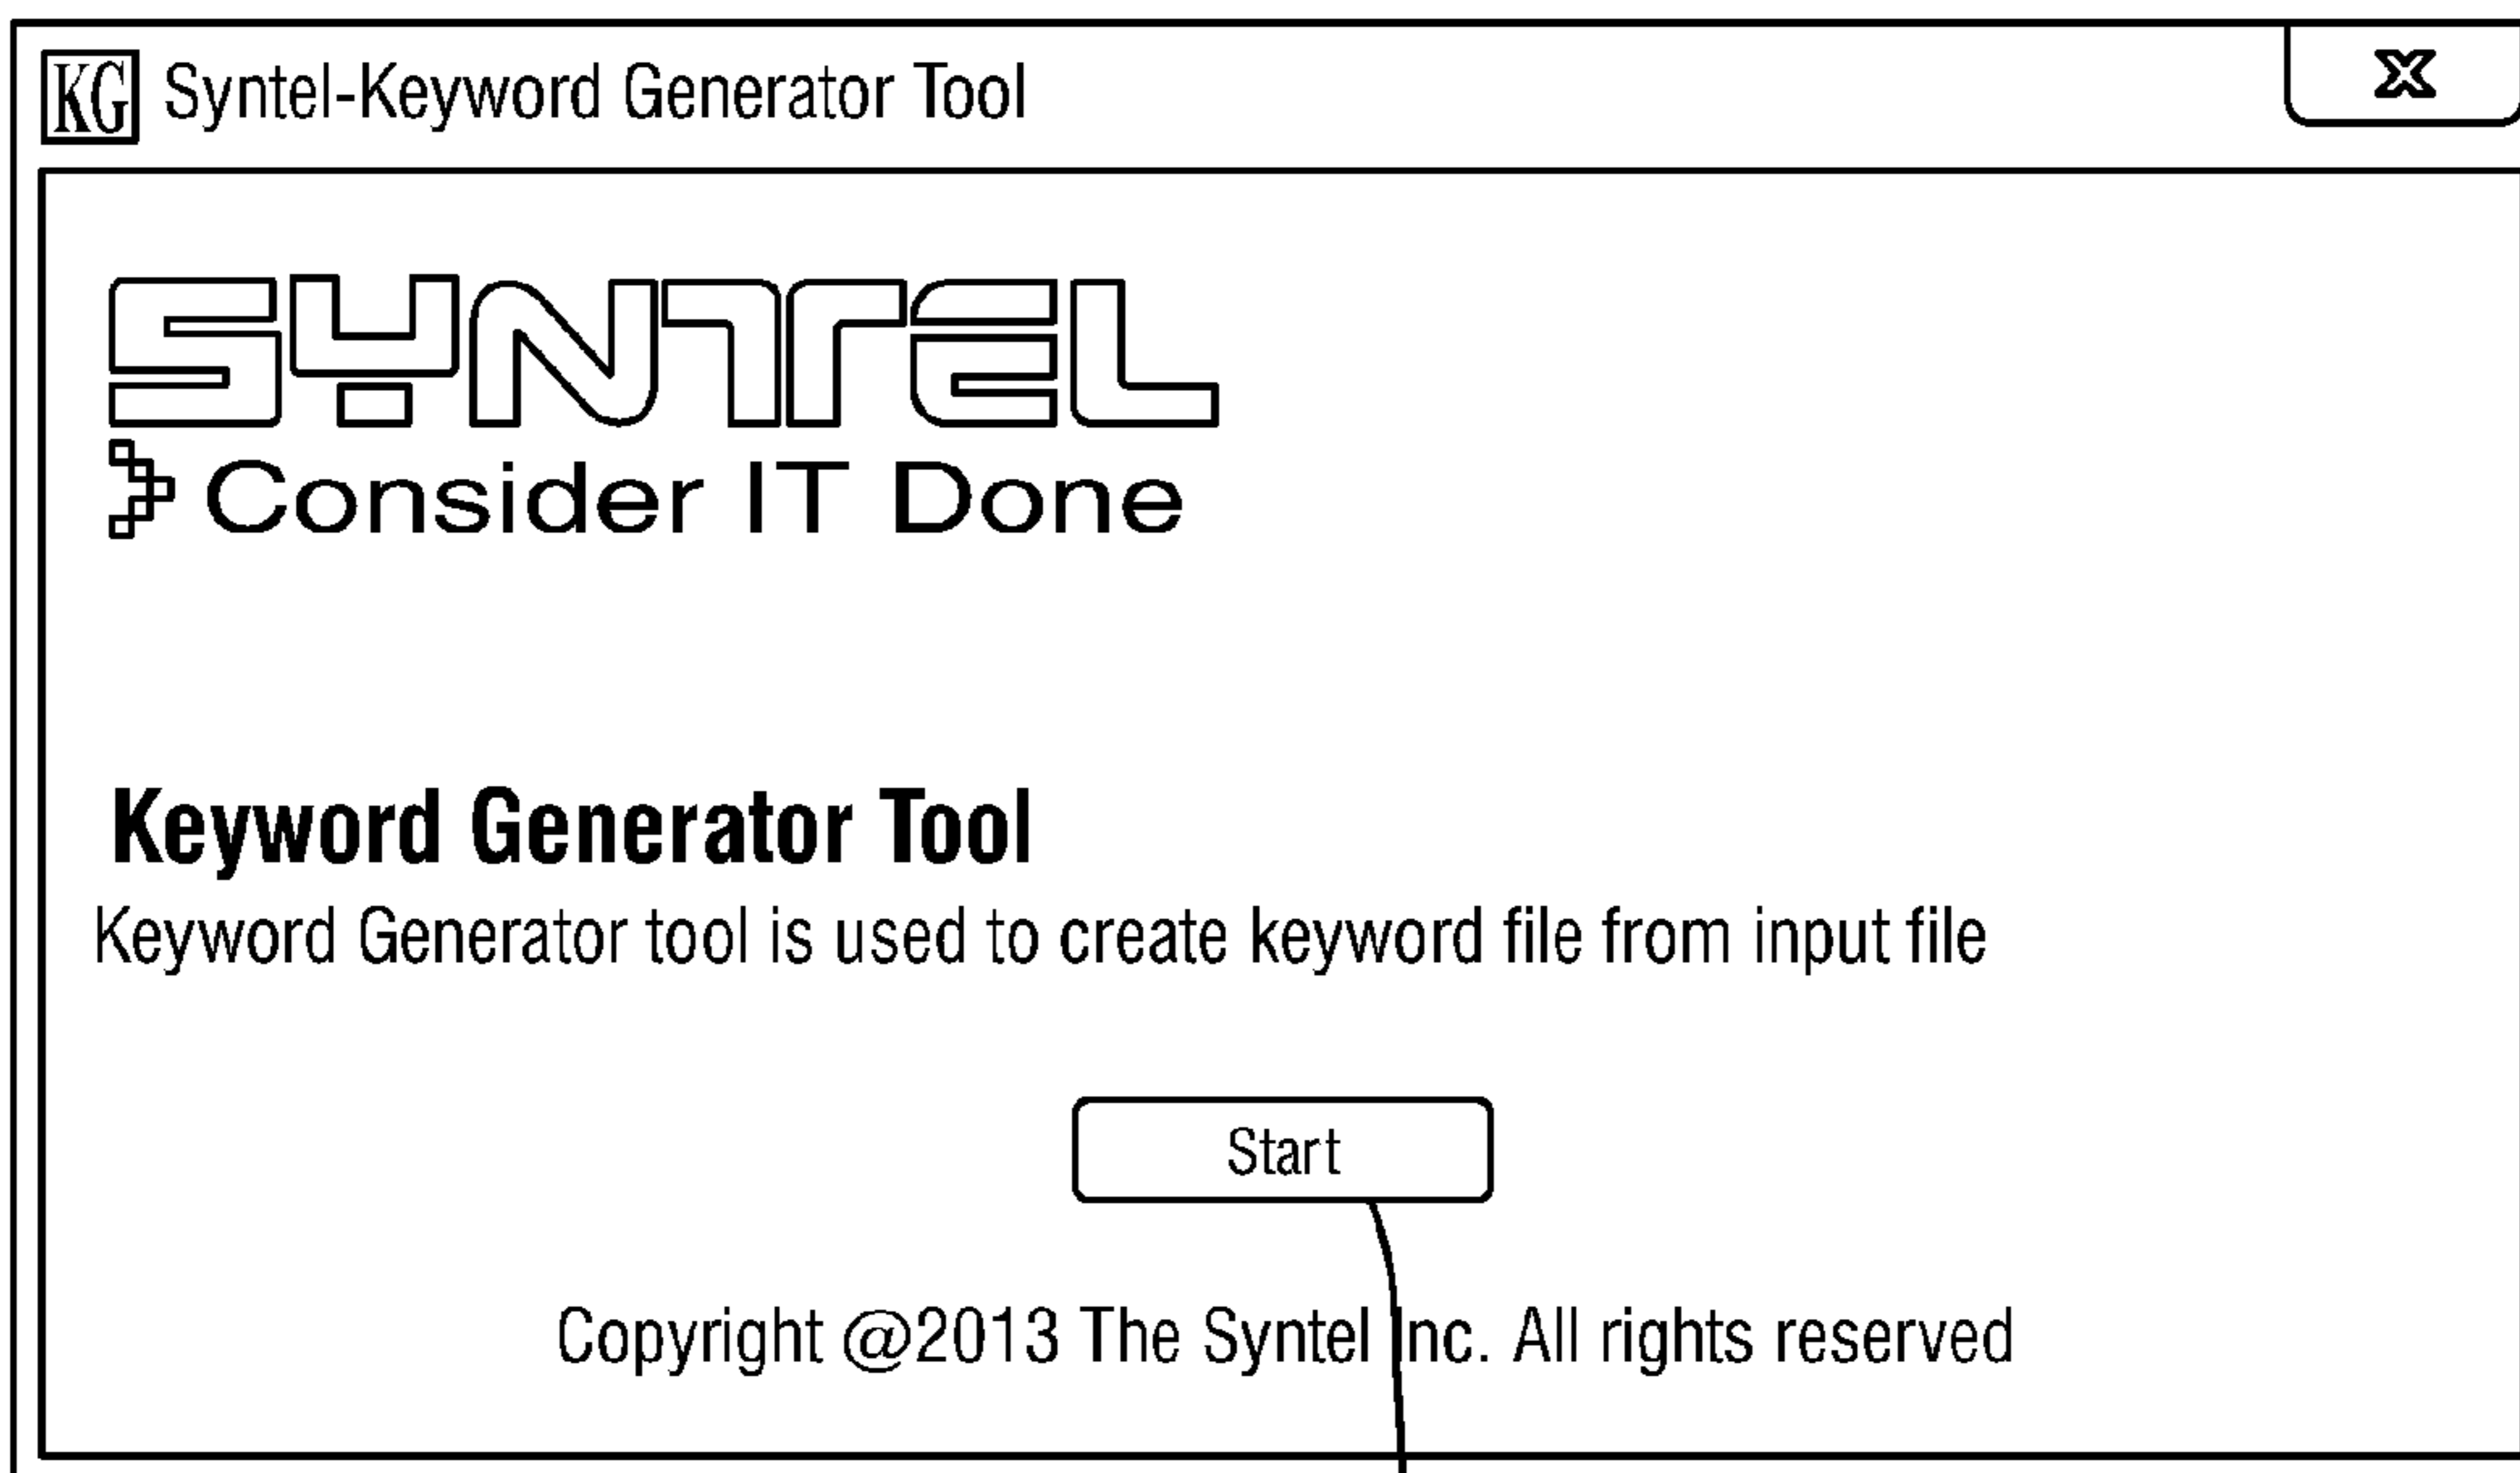 KG Syntel-Keyword Generator Tool X
SYNTEL
Consider IT Done
Keyword Generator Tool
Keyword Generator tool is used to create keyword file from input file
Start
Copyright @2013 The Syntel Inc. All rights reserved